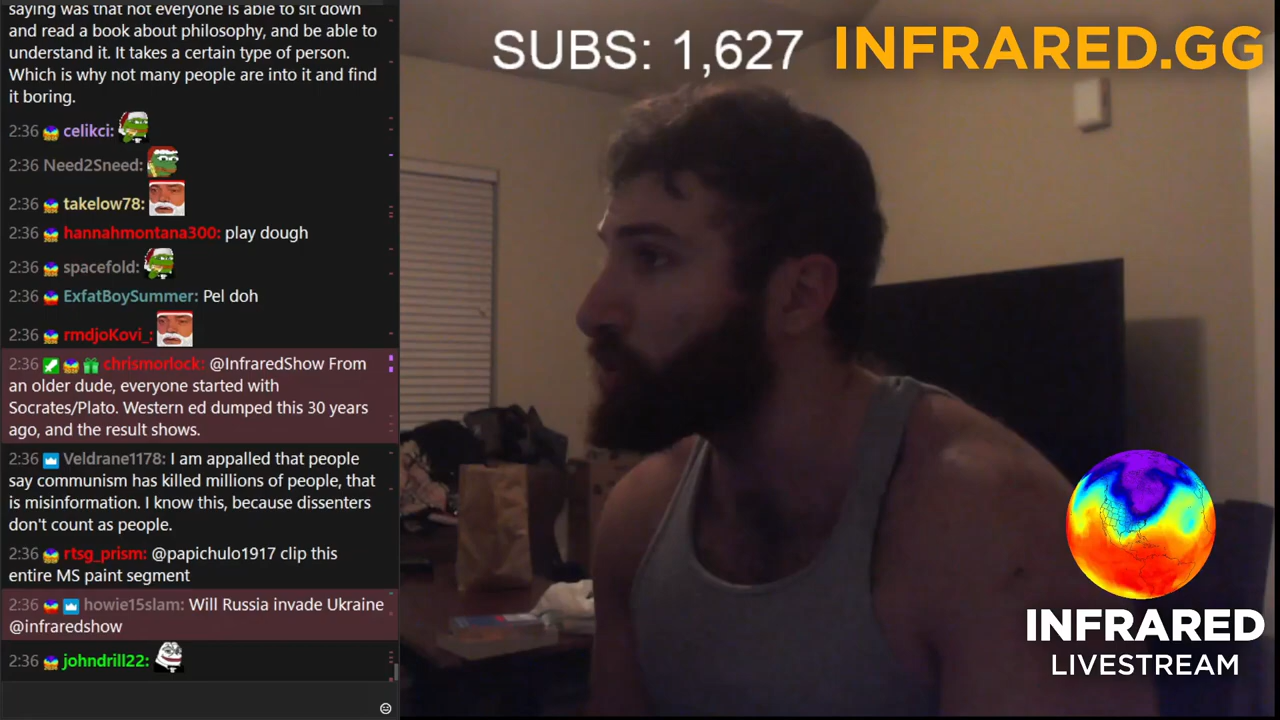 saying was that not everyone is able to sit down
and read a book about philosophy, and be able to
understand it. It takes a certain type of person.
Which is why not many people are into it and find
it boring.
2:36 celikci:
2:36 Need2Sneed:
2:36 takelow78:
2:36 hannahmontana300: play dough
2:36 spacefold:
2:36 ExfatBoySummer: Pel doh
2:36 rmdjoKovi_:
2:36 chrismorlock: @InfraredShow From
an older dude, everyone started with
Socrates/Plato. Western ed dumped this 30 years
ago, and the result shows.
2:36 Veldrane1178: I am appalled that people
say communism has killed millions of people, that
is misinformation. I know this, because dissenters
don't count as people.
2:36 rtsg_prism: @papichulo1917 clip this
entire MS paint segment
2:36 howie15slam: Will Russia invade Ukraine
@infraredshow
2:36 johndrill22:
SUBS: 1,627 INFRARED.GG
INFRARED
LIVESTREAM